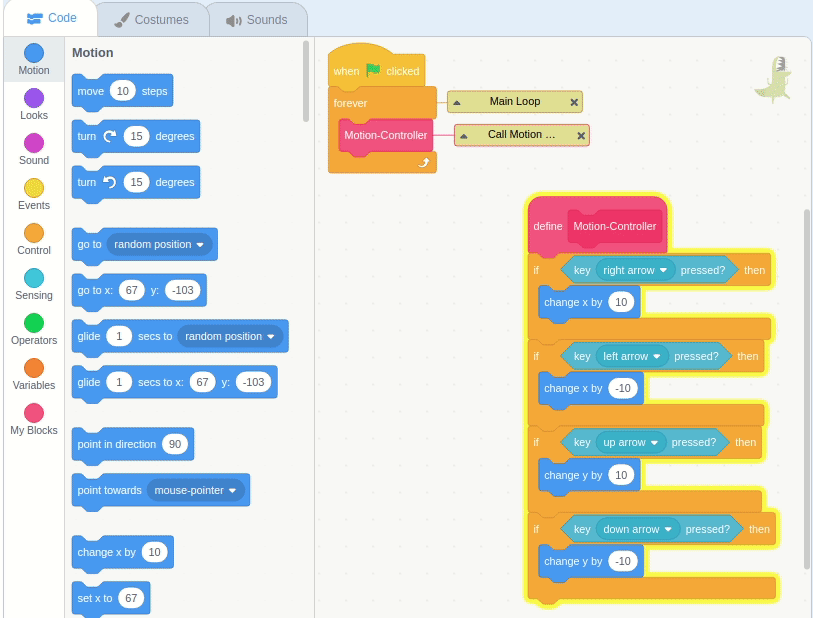 Code
Costumes
Sounds
Motion
Looks
Sound
Events
Control
Sensing
Operators
Variables
My Blocks
Motion
move 10 steps
turn 15 degrees
turn 15 degrees
go to random position
go to x: 67 y: -103
glide 1 secs to random position
glide 1 secs to x: 67 y: -103
point in direction 90
point towards mouse-pointer
change x by 10
set x to 67
when clicked
forever
Main Loop
Motion-Controller
Call Motion ...
define Motion-Controller
if key right arrow pressed? then
change x by 10
if key left arrow pressed? then
change x by -10
if key up arrow pressed? then
change y by 10
if key down arrow pressed? then
change y by -10